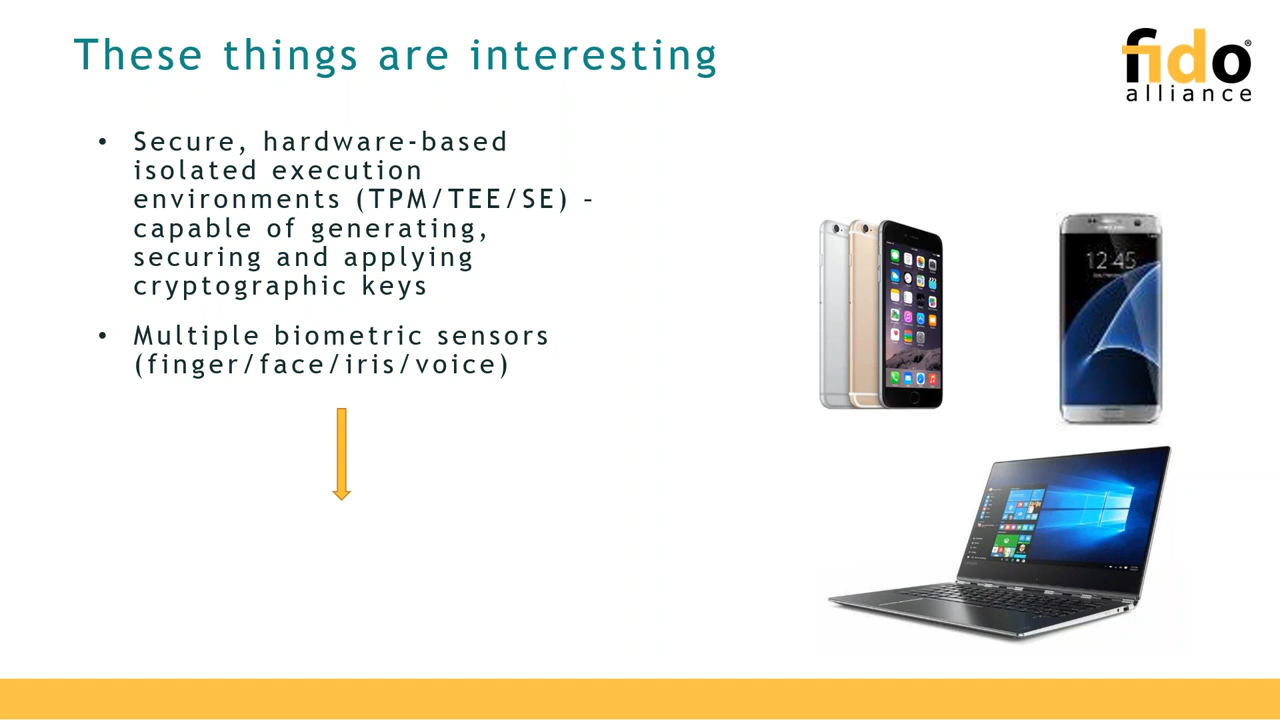 These things are interesting
fido®
alliance
• Secure, hardware-based
isolated execution
environments (TPM/TEE/SE) –
capable of generating,
securing and applying
cryptographic keys
• Multiple biometric sensors
(finger/face/iris/voice)
12:45